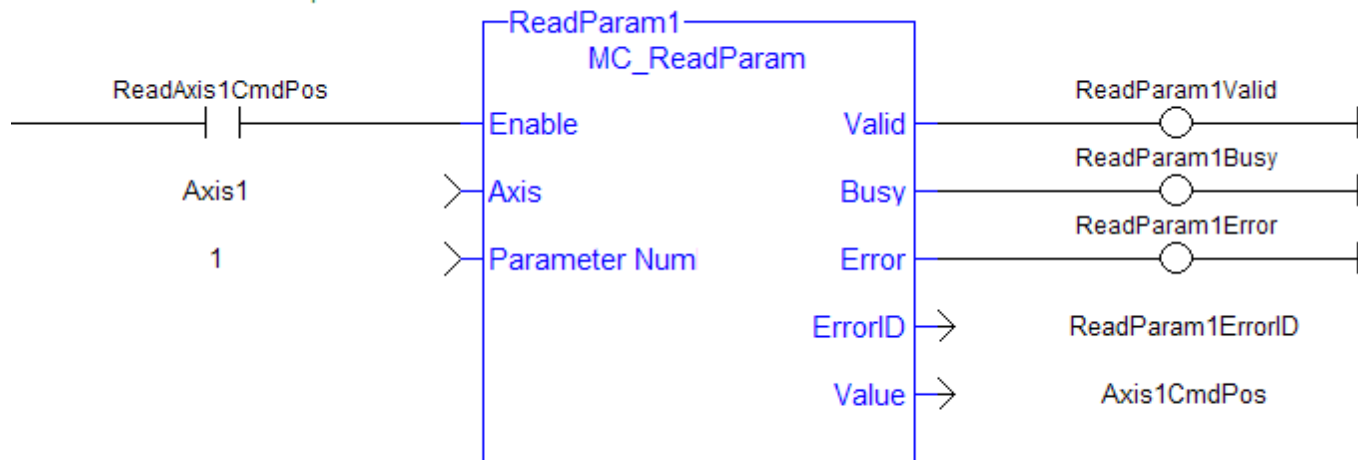 ReadParam1
MC_ReadParam
ReadAxis1CmdPos
Enable
Valid
ReadParam1Valid
Axis1
Axis
Busy
ReadParam1Busy
1
Parameter Num
Error
ReadParam1Error
ErrorID
ReadParam1ErrorID
Value
Axis1CmdPos